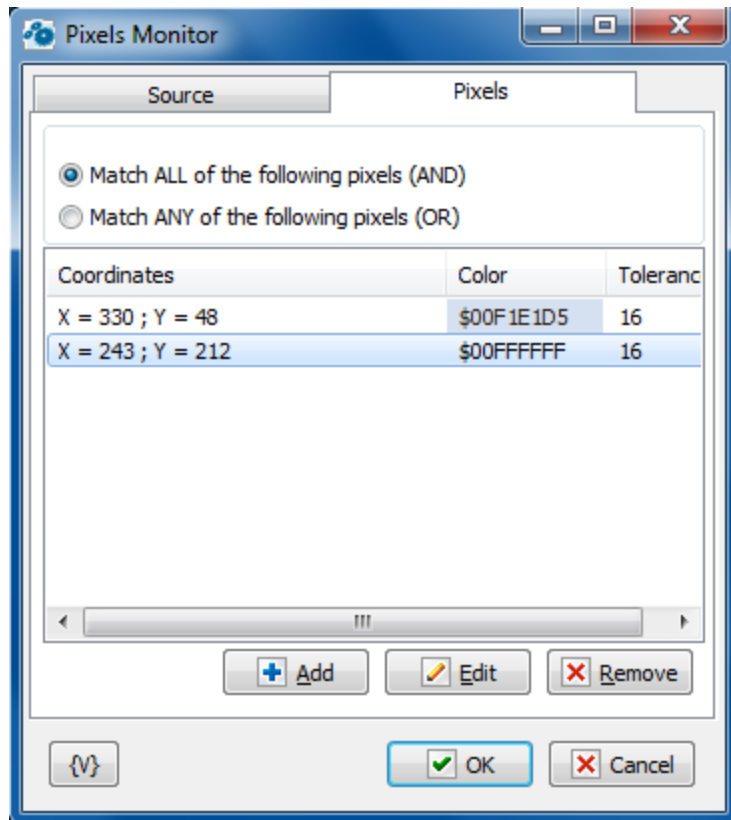 Pixels Monitor
Source Pixels
Match ALL of the following pixels (AND)
Match ANY of the following pixels (OR)
Coordinates Color Toleranc
X = 330 ; Y = 48 $00F1E1D5 16
X = 243 ; Y = 212 $00FFFFFF 16
Add Edit Remove
{V} OK Cancel